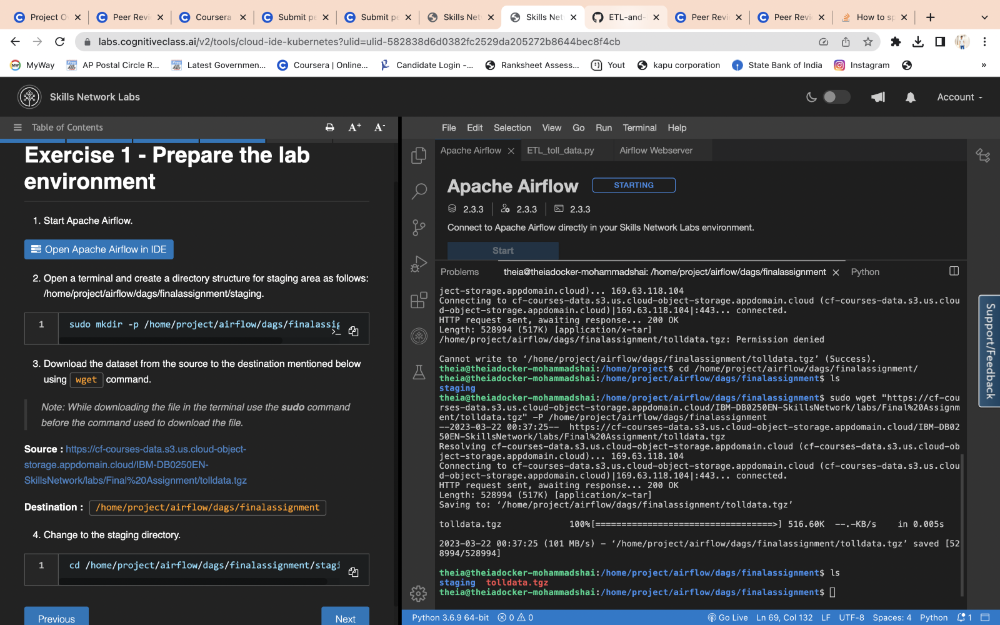 Project O
Peer Revi
Coursera
Submit pe
Submit pe
Skills Net
Skills Net
ETL-and-
Peer Revi
Peer Revi
How to sp
labs.cognitiveclass.ai/v2/tools/cloud-ide-kubernetes?ulid=ulid-582838d6d0382fc2529da205272b8644bec8f4cb
MyWay
AP Postal Circle R...
Latest Governmen...
Coursera | Online...
Candidate Login -...
Ranksheet Assess...
Yout
kapu corporation
State Bank of India
Instagram
»
Skills Network Labs
Account
Table of Contents
A+
A-
Exercise 1 - Prepare the lab
environment
1. Start Apache Airflow.
Open Apache Airflow in IDE
2. Open a terminal and create a directory structure for staging area as follows:
/home/project/airflow/dags/finalassignment/staging.
1
sudo mkdir -p /home/project/airflow/dags/finalassig
3. Download the dataset from the source to the destination mentioned below
using wget command.
Note: While downloading the file in the terminal use the sudo command
before the command used to download the file.
Source : https://cf-courses-data.s3.us.cloud-object-
storage.appdomain.cloud/IBM-DB0250EN-
SkillsNetwork/labs/Final%20Assignment/tolldata.tgz
Destination : /home/project/airflow/dags/finalassignment
4. Change to the staging directory.
1
cd /home/project/airflow/dags/finalassignment/stagi
Previous
Next
File Edit Selection View Go Run Terminal Help
Apache Airflow
ETL_toll_data.py
Airflow Webserver
Apache Airflow
STARTING
2.3.3
2.3.3
2.3.3
Connect to Apache Airflow directly in your Skills Network Labs environment.
Start
Problems
theia@theiadocker-mohammadshai: /home/project/airflow/dags/finalassignment
Python
ject-storage.appdomain.cloud)... 169.63.118.104
Connecting to cf-courses-data.s3.us.cloud-object-storage.appdomain.cloud (cf-courses-data.s3.us.clou
d-object-storage.appdomain.cloud)|169.63.118.104|:443... connected.
HTTP request sent, awaiting response... 200 OK
Length: 528994 (517K) [application/x-tar]
/home/project/airflow/dags/finalassignment/tolldata.tgz: Permission denied
Cannot write to ‘/home/project/airflow/dags/finalassignment/tolldata.tgz’ (Success).
theia@theiadocker-mohammadshai:/home/project$ cd /home/project/airflow/dags/finalassignment/
theia@theiadocker-mohammadshai:/home/project/airflow/dags/finalassignment$ ls
staging
theia@theiadocker-mohammadshai:/home/project/airflow/dags/finalassignment$ sudo wget "https://cf-cou
rses-data.s3.us.cloud-object-storage.appdomain.cloud/IBM-DB0250EN-SkillsNetwork/labs/Final%20Assignm
ent/tolldata.tgz" -P /home/project/airflow/dags/finalassignment
--2023-03-22 00:37:25--  https://cf-courses-data.s3.us.cloud-object-storage.appdomain.cloud/IBM-DB02
50EN-SkillsNetwork/labs/Final%20Assignment/tolldata.tgz
Resolving cf-courses-data.s3.us.cloud-object-storage.appdomain.cloud (cf-courses-data.s3.us.cloud-ob
ject-storage.appdomain.cloud)... 169.63.118.104
Connecting to cf-courses-data.s3.us.cloud-object-storage.appdomain.cloud (cf-courses-data.s3.us.clou
d-object-storage.appdomain.cloud)|169.63.118.104|:443... connected.
HTTP request sent, awaiting response... 200 OK
Length: 528994 (517K) [application/x-tar]
Saving to: ‘/home/project/airflow/dags/finalassignment/tolldata.tgz’
tolldata.tgz 100%[==================================>] 516.60K --.-KB/s in 0.005s
2023-03-22 00:37:25 (101 MB/s) - ‘/home/project/airflow/dags/finalassignment/tolldata.tgz’ saved [52
8994/528994]
theia@theiadocker-mohammadshai:/home/project/airflow/dags/finalassignment$ ls
staging tolldata.tgz
theia@theiadocker-mohammadshai:/home/project/airflow/dags/finalassignment$
Support/Feedback
Python 3.6.9 64-bit 0 0 Go Live Ln 69, Col 132 LF UTF-8 Spaces: 4 Python 1